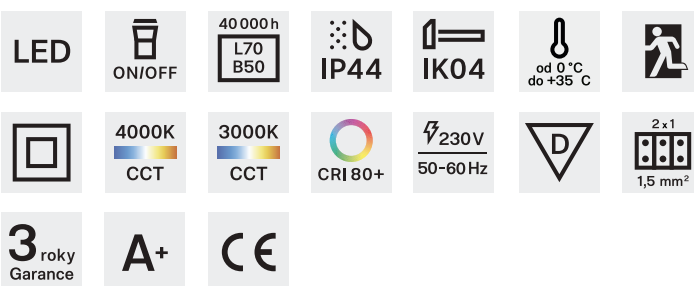 LED
ON/OFF
40 000 h
L70
B50
IP44
IK04
od 0 °C
do +35 C
4000K
CCT
3000K
CCT
CRI 80+
230V
50-60 Hz
D
2 x 1
1,5 mm²
3 roky
Garance
A+
CE